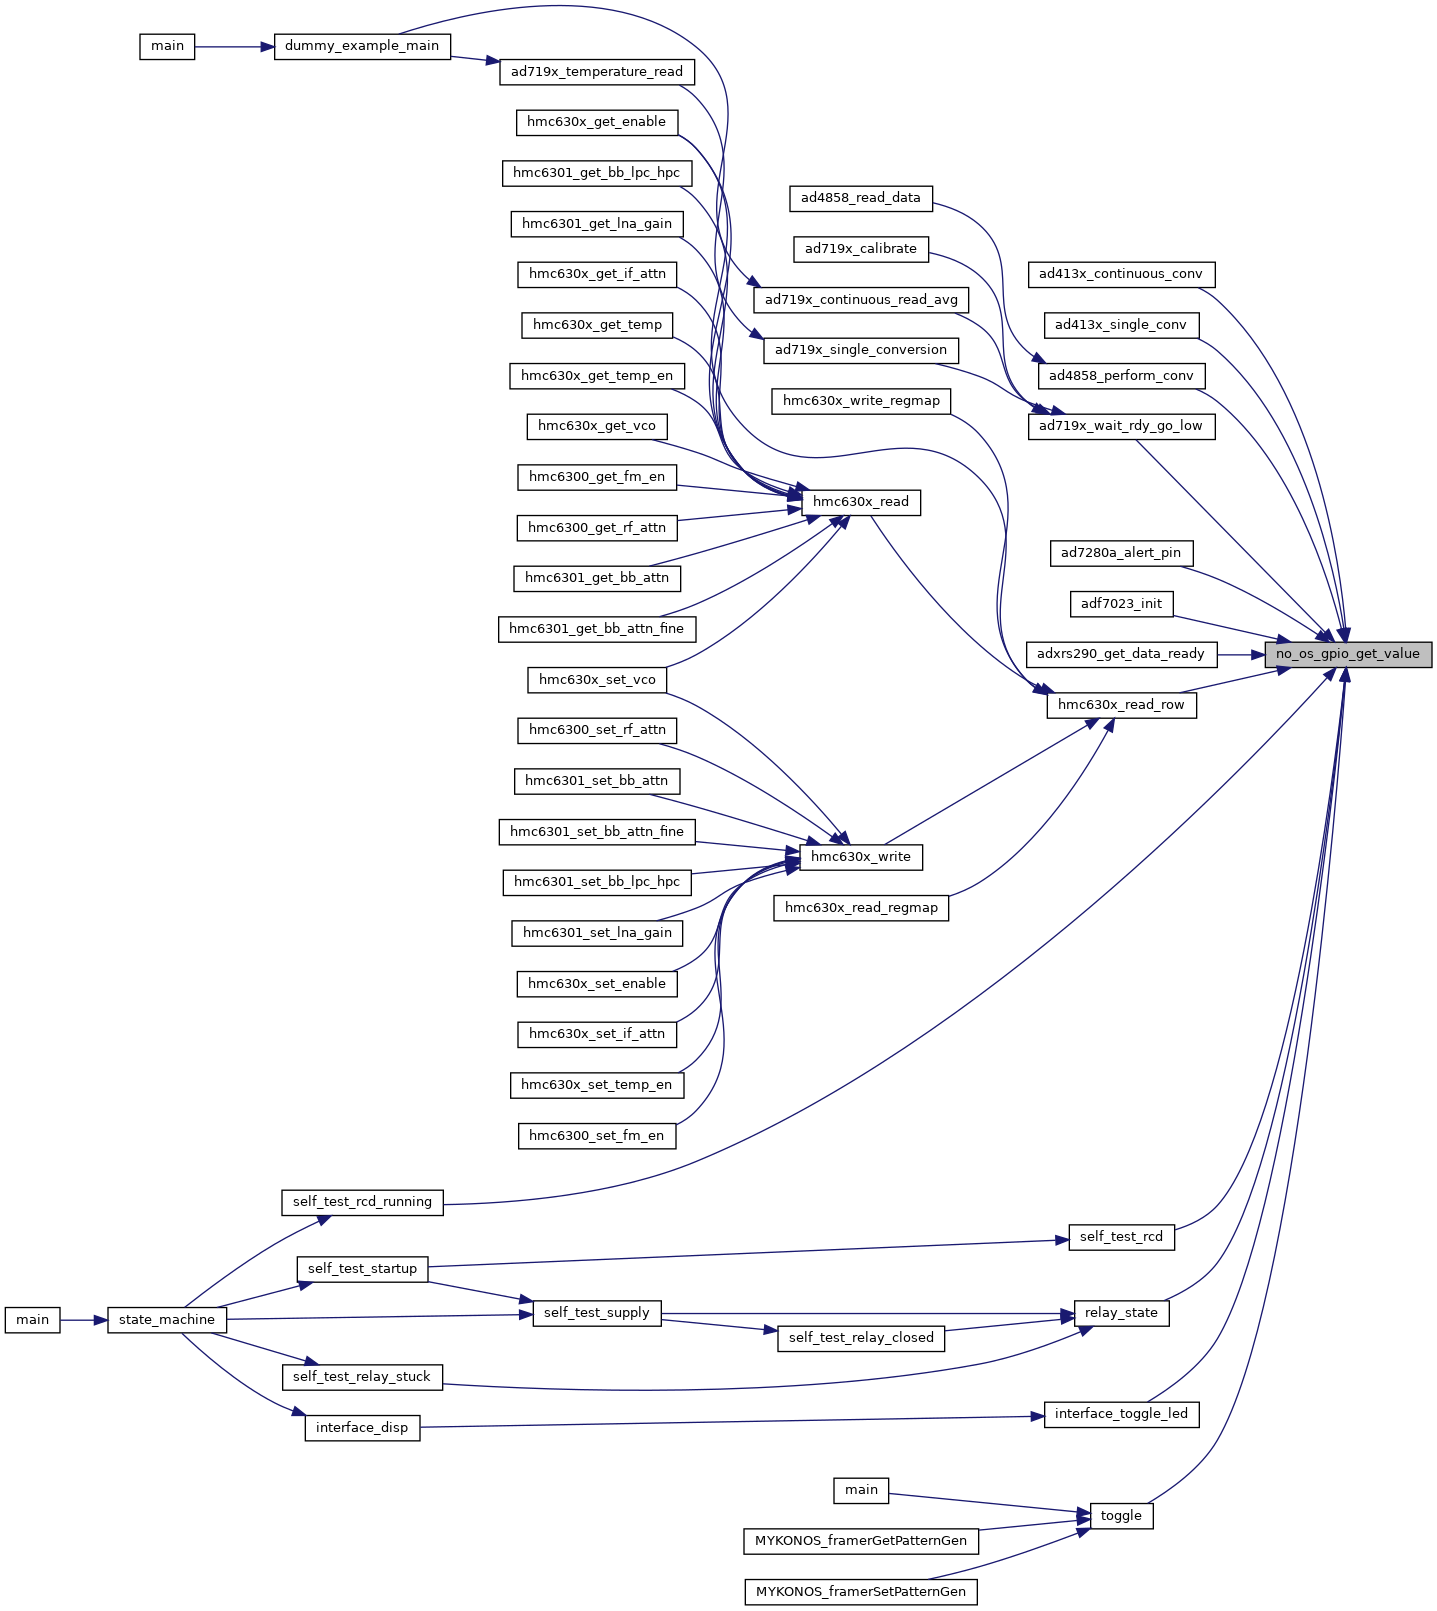 main
dummy_example_main
ad719x_temperature_read
hmc630x_get_enable
hmc6301_get_bb_lpc_hpc
ad4858_read_data
hmc6301_get_lna_gain
ad719x_calibrate
hmc630x_get_if_attn
ad413x_continuous_conv
ad719x_continuous_read_avg
hmc630x_get_temp
ad413x_single_conv
ad719x_single_conversion
hmc630x_get_temp_en
ad4858_perform_conv
hmc630x_write_regmap
hmc630x_get_vco
ad719x_wait_rdy_go_low
hmc6300_get_fm_en
hmc630x_read
hmc6300_get_rf_attn
ad7280a_alert_pin
hmc6301_get_bb_attn
adf7023_init
hmc6301_get_bb_attn_fine
adxrs290_get_data_ready
no_os_gpio_get_value
hmc630x_set_vco
hmc630x_read_row
hmc6300_set_rf_attn
hmc6301_set_bb_attn
hmc6301_set_bb_attn_fine
hmc630x_write
hmc6301_set_bb_lpc_hpc
hmc630x_read_regmap
hmc6301_set_lna_gain
hmc630x_set_enable
hmc630x_set_if_attn
hmc630x_set_temp_en
hmc6300_set_fm_en
self_test_rcd_running
self_test_rcd
self_test_startup
self_test_supply
relay_state
main
state_machine
self_test_relay_closed
self_test_relay_stuck
interface_toggle_led
interface_disp
main
toggle
MYKONOS_framerGetPatternGen
MYKONOS_framerSetPatternGen